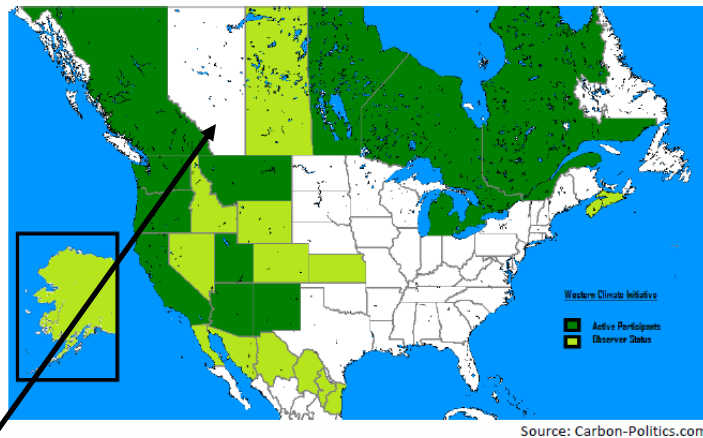 Western Climate Initiative
Active Participants
Observer Status
Source: Carbon-Politics.com